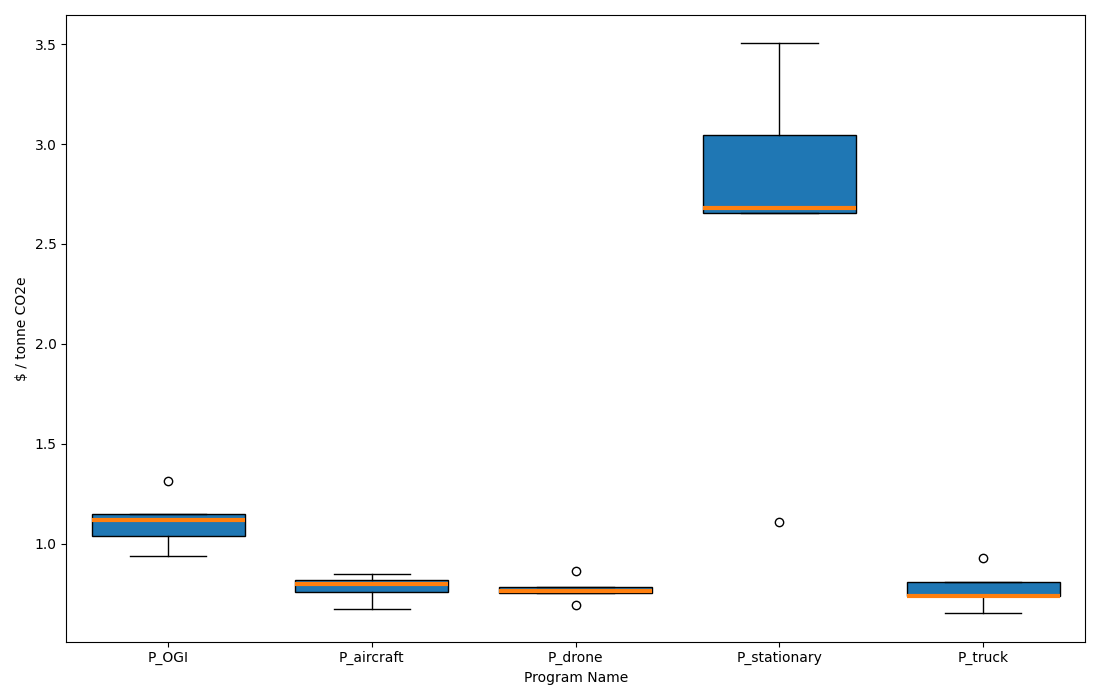 3.5
3.0
2.5
2.0
1.5
1.0
$ / tonne CO2e
P_OGI P_aircraft P_drone P_stationary P_truck
Program Name